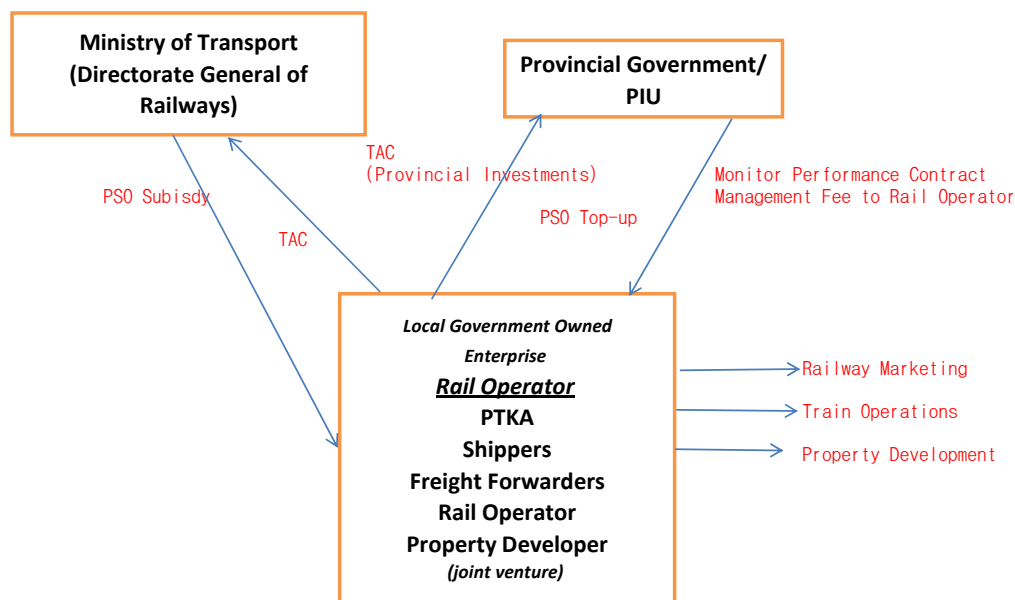 Ministry of Transport
(Directorate General of
Railways)
Provincial Government/
PIU
TAC
(Provincial Investments)
PSO Subisdy
Monitor Performance Contract
Management Fee to Rail Operator
PSO Top-up
TAC
Local Government Owned
Enterprise
Rail Operator
PTKA
Shippers
Freight Forwarders
Rail Operator
Property Developer
(joint venture)
Railway Marketing
Train Operations
Property Development